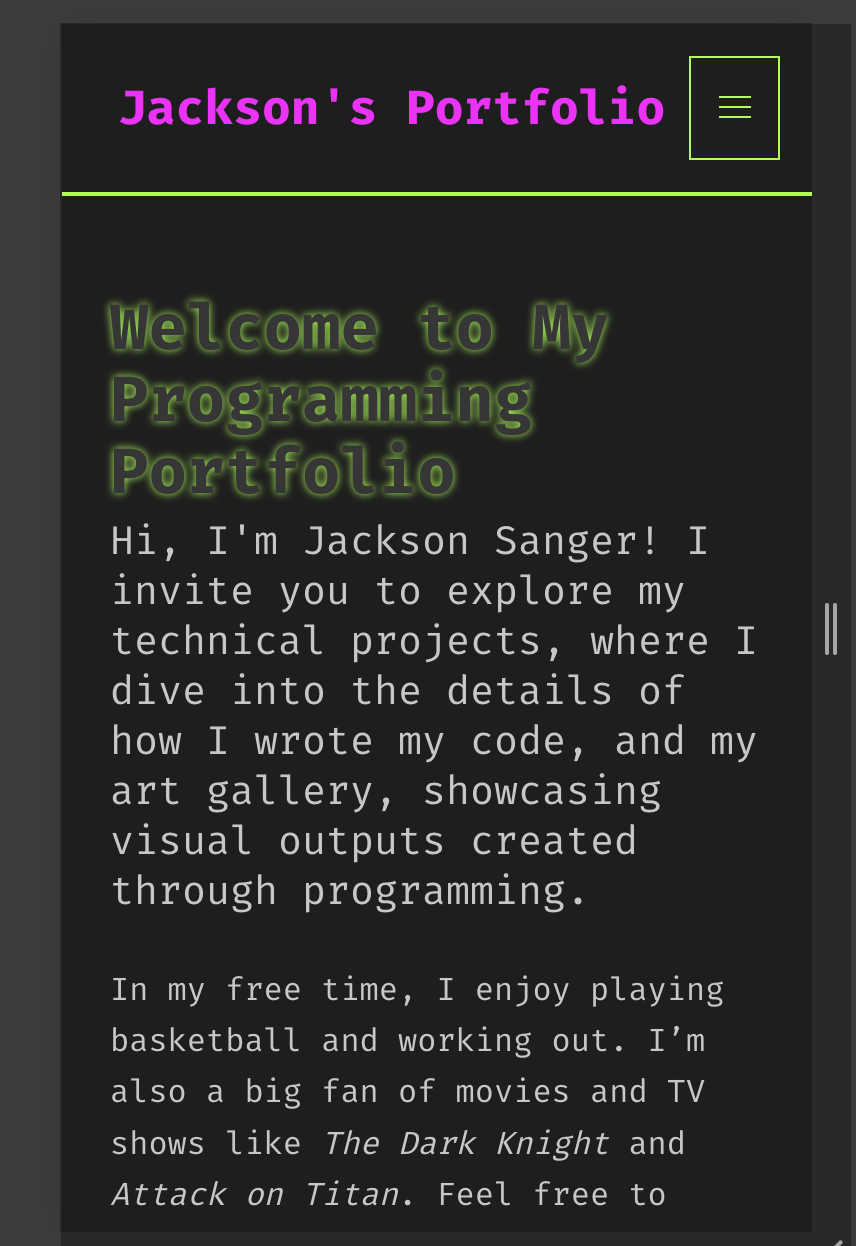 Jackson's Portfolio
Welcome to My
Programming
Portfolio
Hi, I'm Jackson Sanger! I
invite you to explore my
technical projects, where I
dive into the details of
how I wrote my code, and my
art gallery, showcasing
visual outputs created
through programming.
In my free time, I enjoy playing
basketball and working out. I’m
also a big fan of movies and TV
shows like The Dark Knight and
Attack on Titan. Feel free to